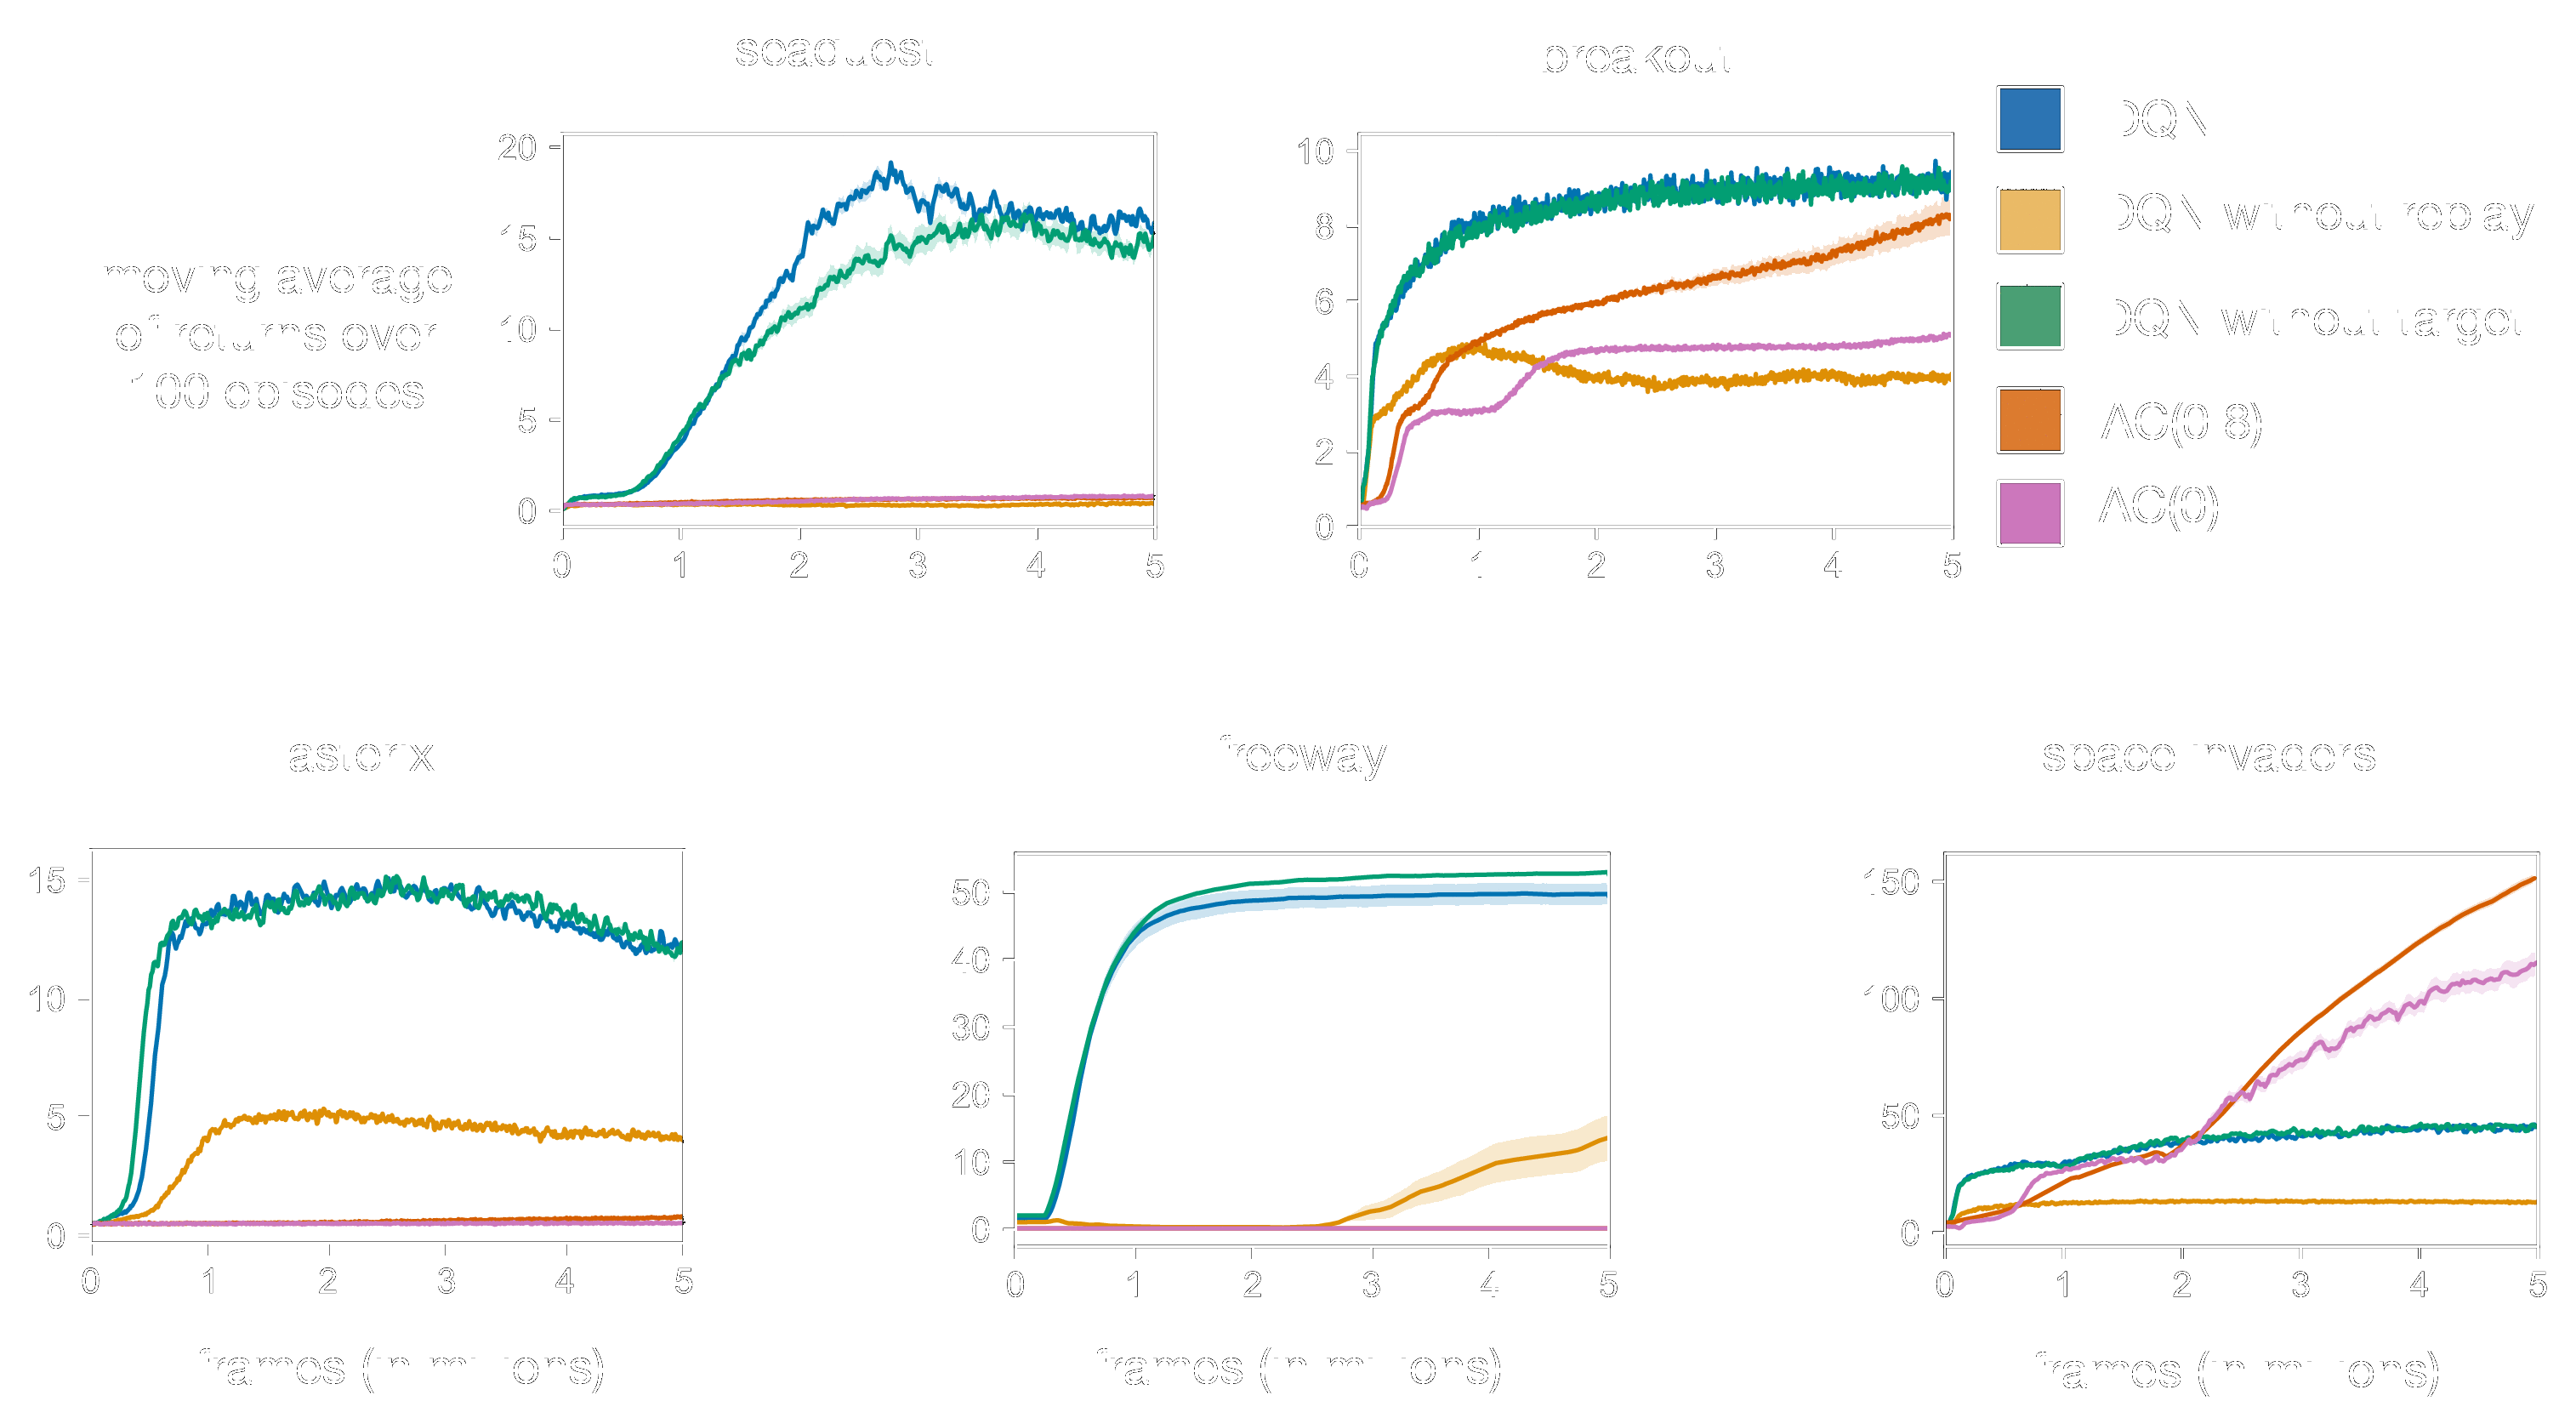 seaquest
breakout
DQN
DQN without replay
DQN without target
AC(0.8)
AC(0)
moving average
of returns over
100 episodes
20
15
10
5
0
0 1 2 3 4 5
10
8
6
4
2
0
0 1 2 3 4 5
asterix
freeway
space invaders
15
10
5
0
0 1 2 3 4 5
50
40
30
20
10
0
0 1 2 3 4 5
150
100
50
0
0 1 2 3 4 5
frames (in millions)
frames (in millions)
frames (in millions)